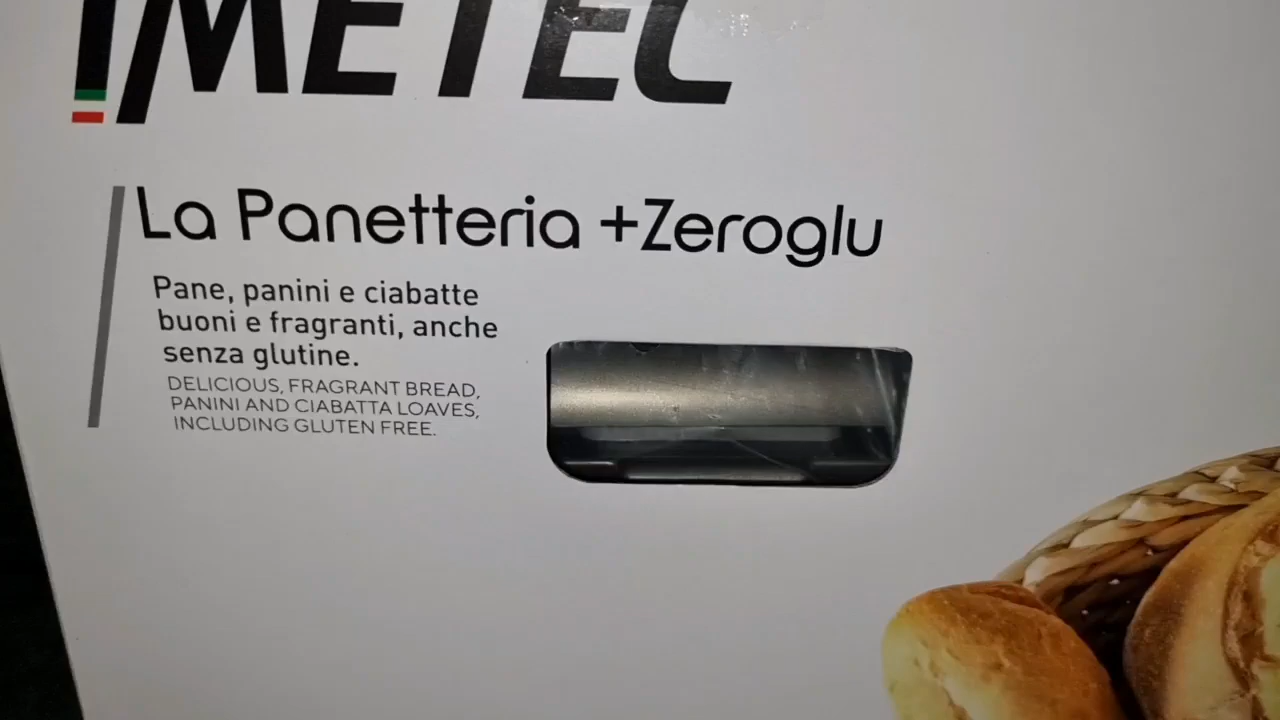 IMETEC
La Panetteria +Zeroglu
Pane, panini e ciabatte
buoni e fragranti, anche
senza glutine.
DELICIOUS, FRAGRANT BREAD,
PANINI AND CIABATTA LOAVES,
INCLUDING GLUTEN FREE.